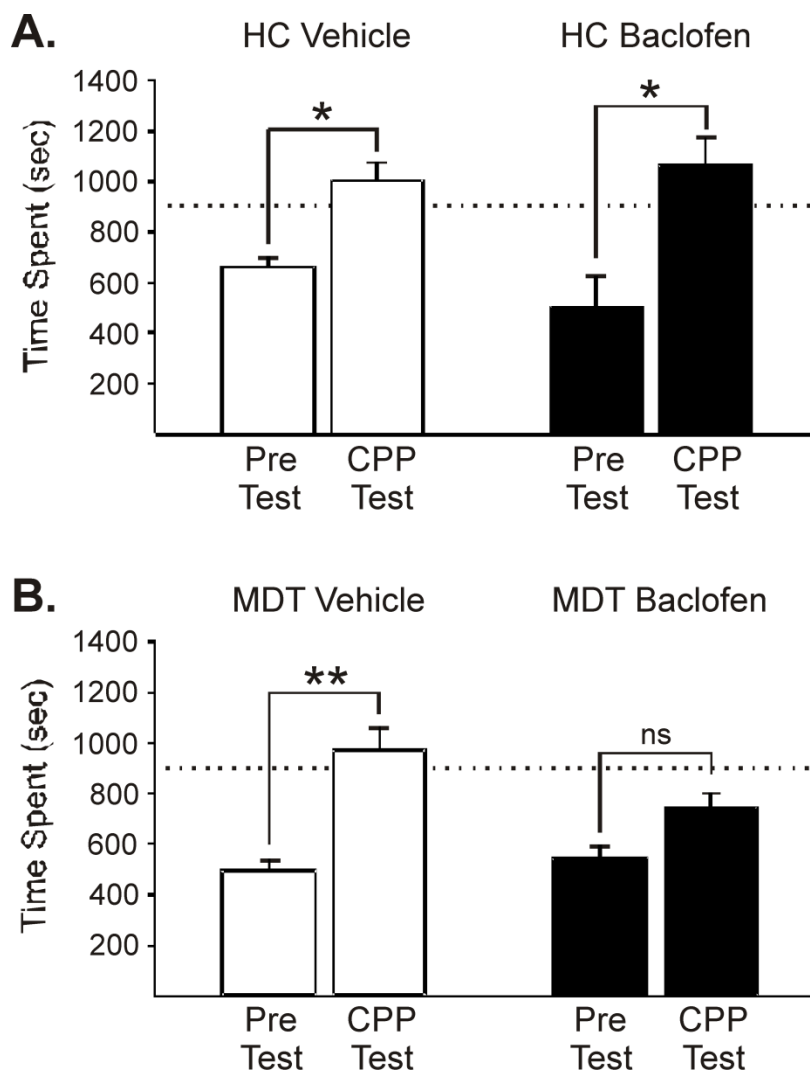 A.
HC Vehicle
HC Baclofen
Time Spent (sec)
1400
1200
1000
800
600
400
200
*
*
Pre Test
CPP Test
Pre Test
CPP Test
B.
MDT Vehicle
MDT Baclofen
Time Spent (sec)
1400
1200
1000
800
600
400
200
**
ns
Pre Test
CPP Test
Pre Test
CPP Test